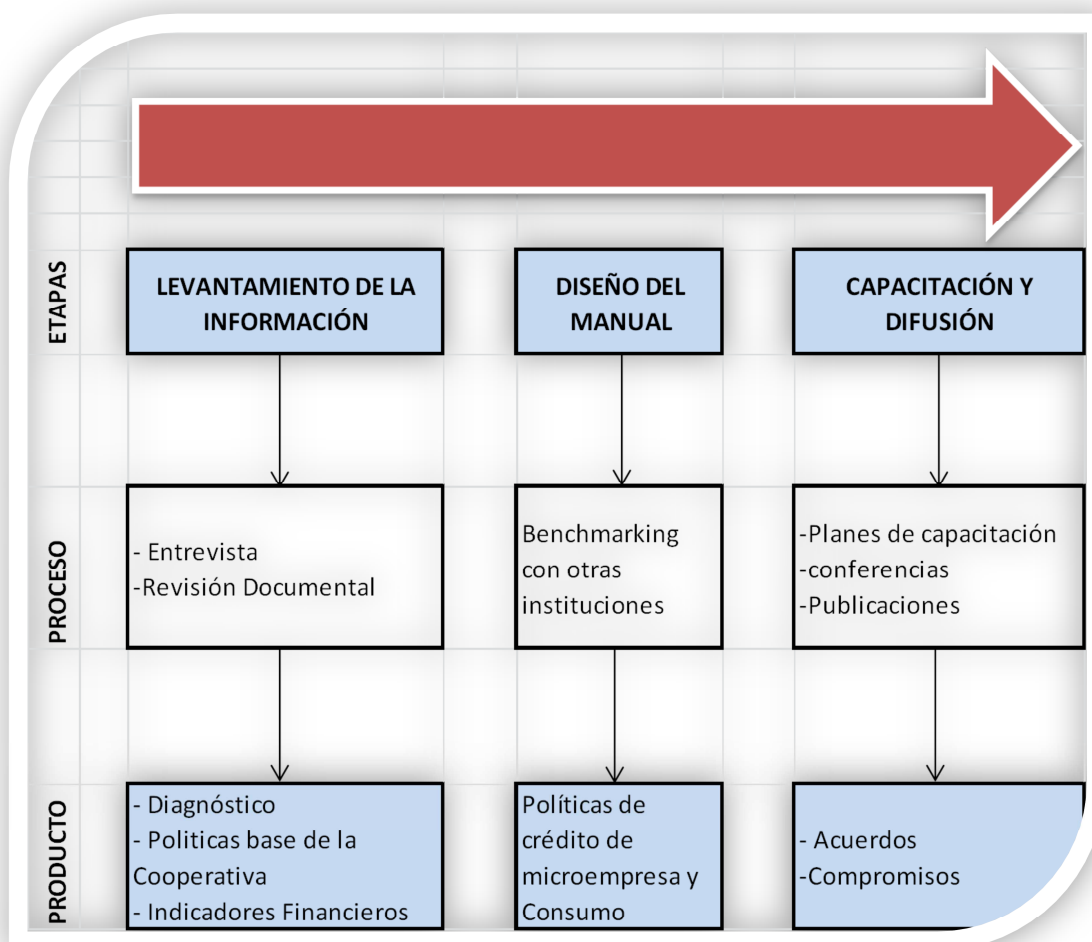 ETAPAS
LEVANTAMIENTO DE LA
INFORMACIÓN
DISEÑO DEL
MANUAL
CAPACITACIÓN Y
DIFUSIÓN
PROCESO
- Entrevista
-Revisión Documental
Benchmarking
con otras
instituciones
-Planes de capacitación
-conferencias
-Publicaciones
PRODUCTO
- Diagnóstico
- Politicas base de la
Cooperativa
- Indicadores Financieros
Políticas de
crédito de
microempresa y
Consumo
- Acuerdos
-Compromisos